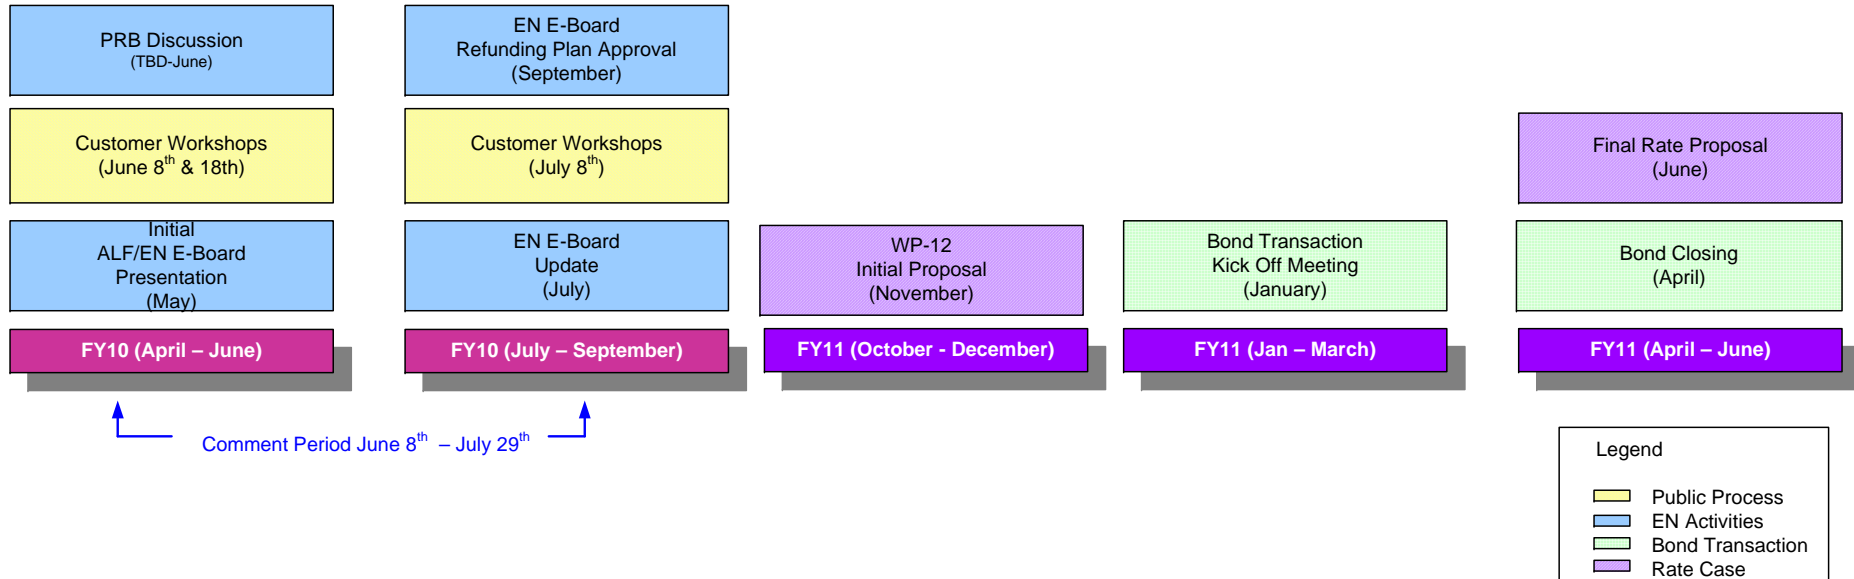 PRB Discussion
(TBD-June)
Customer Workshops
(June 8th & 18th)
Initial
ALF/EN E-Board
Presentation
(May)
FY10 (April – June)
EN E-Board
Refunding Plan Approval
(September)
Customer Workshops
(July 8th)
EN E-Board
Update
(July)
FY10 (July – September)
WP-12
Initial Proposal
(November)
FY11 (October - December)
Bond Transaction
Kick Off Meeting
(January)
FY11 (Jan – March)
Final Rate Proposal
(June)
Bond Closing
(April)
FY11 (April – June)
Comment Period June 8th – July 29th
Legend
Public Process
EN Activities
Bond Transaction
Rate Case